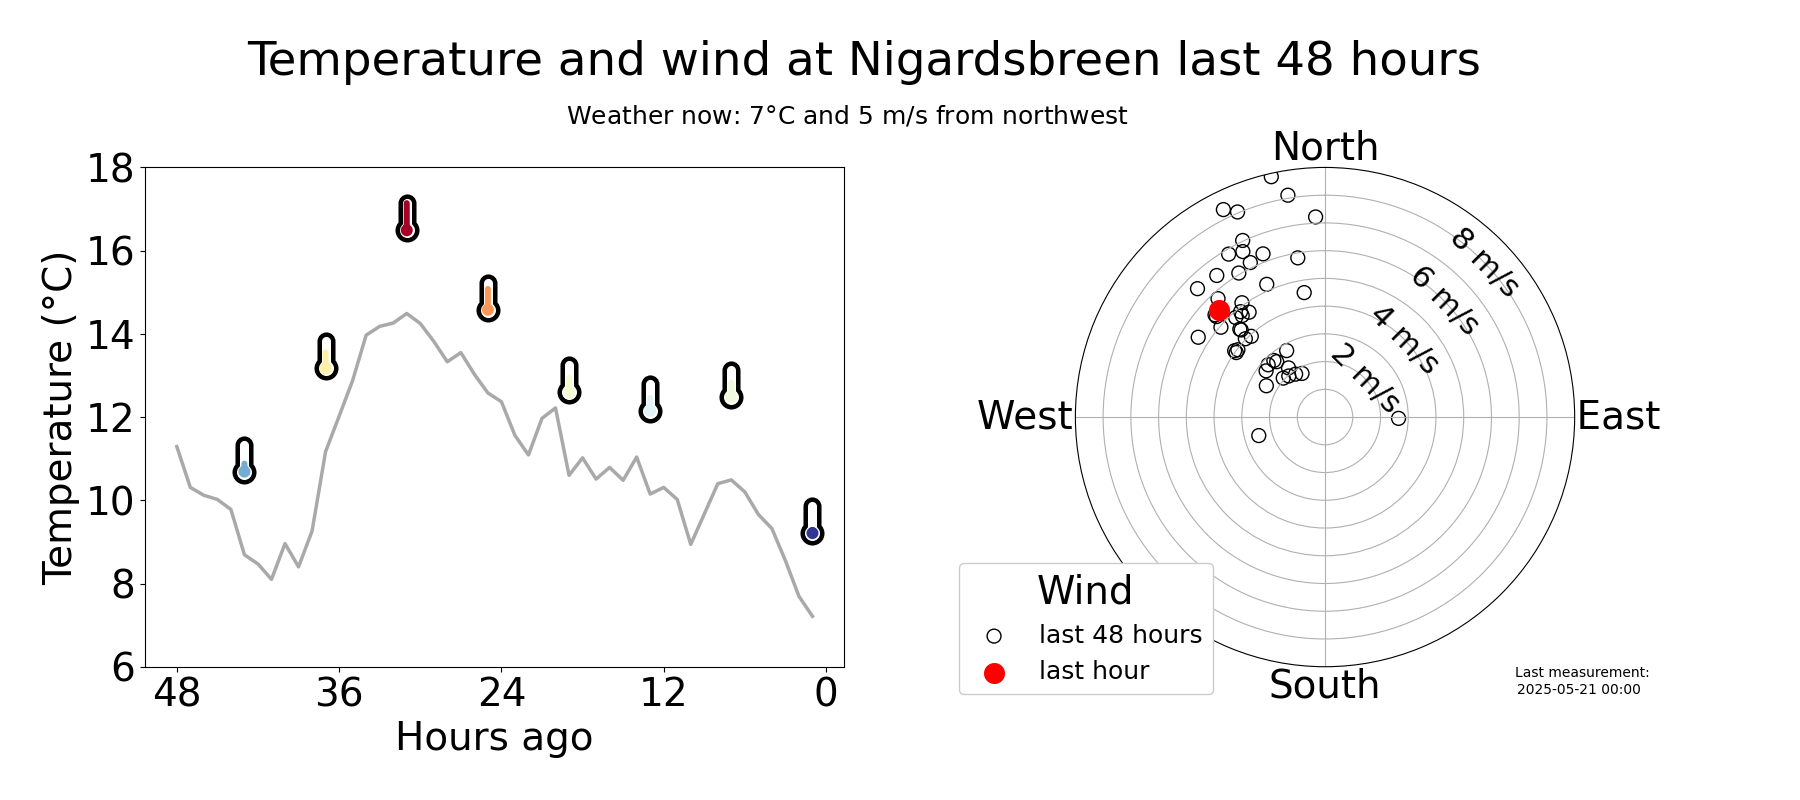 Temperature and wind at Nigardsbreen last 48 hours
Weather now: 7°C and 5 m/s from northwest
Temperature (°C)
18
16
14
12
10
8
6
48 36 24 12 0
Hours ago
North
West
East
South
8 m/s
6 m/s
4 m/s
2 m/s
Wind
last 48 hours
last hour
Last measurement:
2025-05-21 00:00